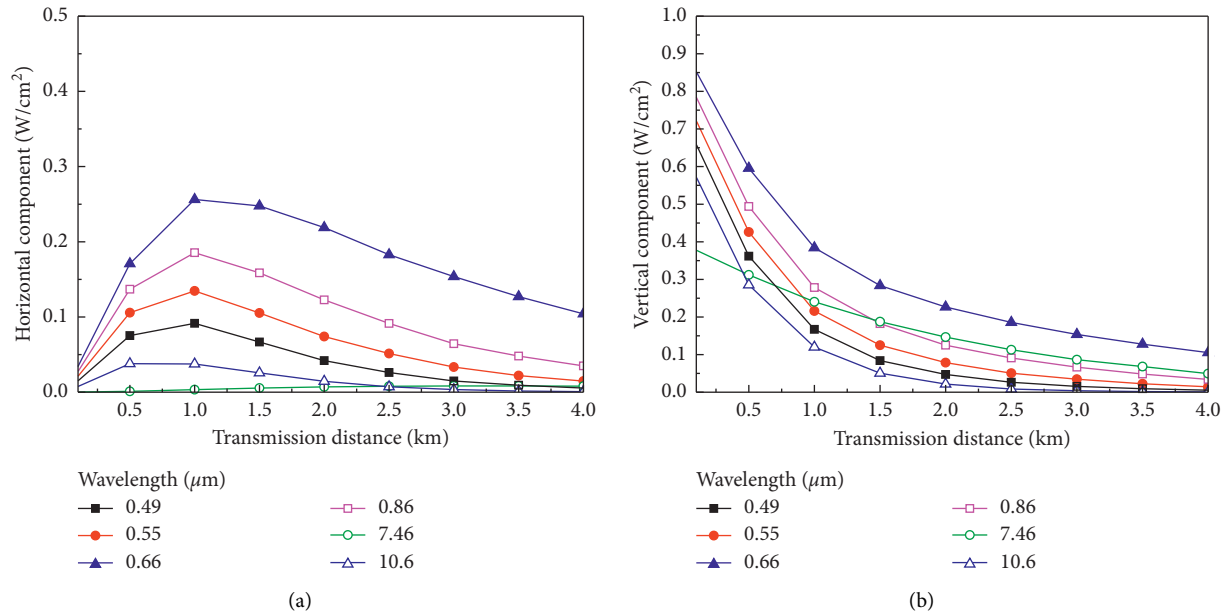 0.5
0.4
0.3
0.2
0.1
0.0
Horizontal component (W/cm²)
0.5 1.0 1.5 2.0 2.5 3.0 3.5 4.0
Transmission distance (km)
Wavelength (μm)
0.49 0.86
0.55 7.46
0.66 10.6
(a)
1.0
0.9
0.8
0.7
0.6
0.5
0.4
0.3
0.2
0.1
0.0
Vertical component (W/cm²)
0.5 1.0 1.5 2.0 2.5 3.0 3.5 4.0
Transmission distance (km)
Wavelength (μm)
0.49 0.86
0.55 7.46
0.66 10.6
(b)